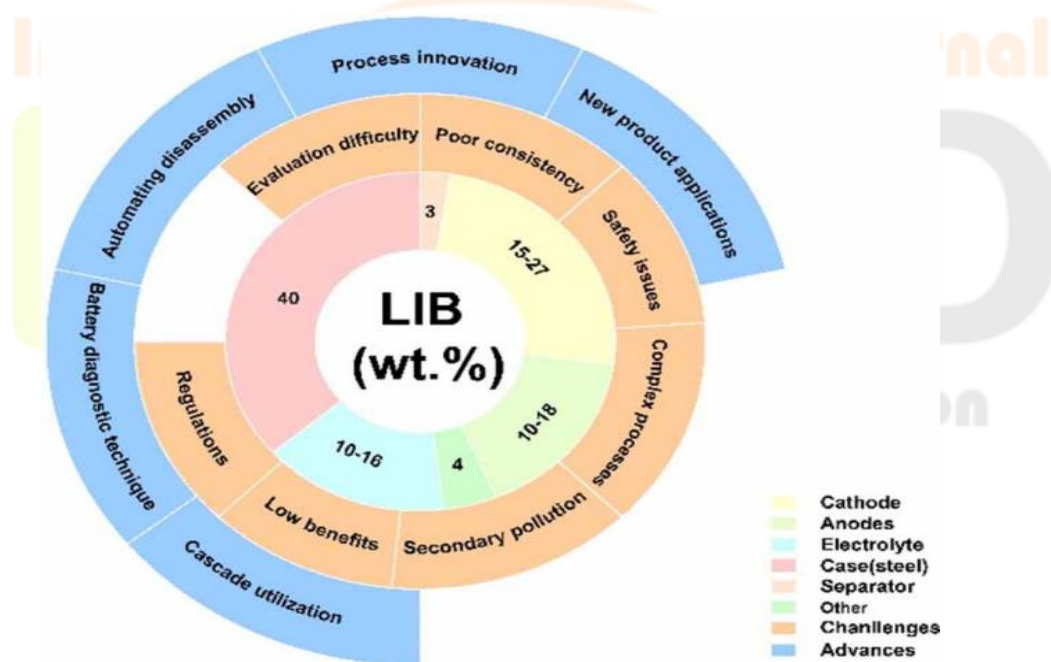 Process innovation
New product applications
Automating disassembly
Battery diagnostic technique
Cascade utilization
Evaluation difficulty
Poor consistency
Safety issues
Complex processes
Secondary pollution
Low benefits
Regulations
3
15-27
10-18
4
10-16
40
LIB
(wt.%)
Cathode
Anodes
Electrolyte
Case(steel)
Separator
Other
Chanllenges
Advances